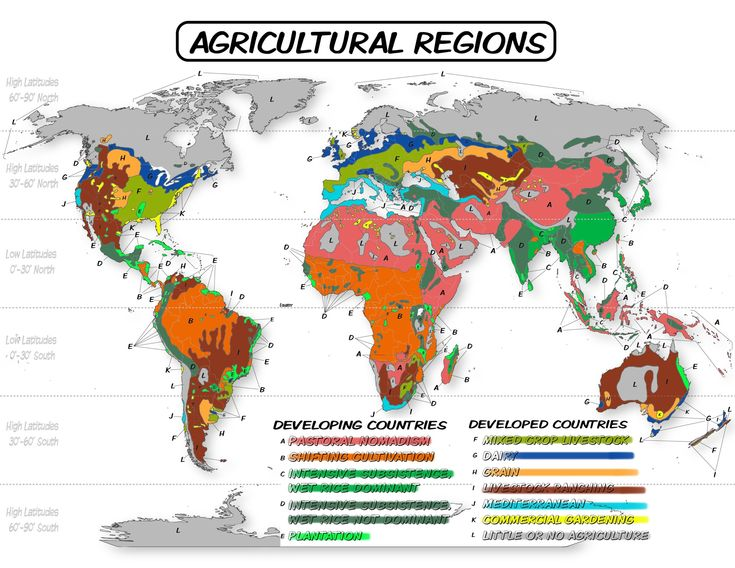 AGRICULTURAL REGIONS
High Latitudes
60°-90° North
High Latitudes
30°-60° North
Low Latitudes
0°-30° North
Equator
Low Latitudes
0°-30° South
High Latitudes
30°-60° South
High Latitudes
60°-90° South
DEVELOPING COUNTRIES
A PASTORAL NOMADISM
B SHIFTING CULTIVATION
C INTENSIVE SUBSISTENCE,
WET RICE DOMINANT
D INTENSIVE SUBSISTENCE,
WET RICE NOT DOMINANT
E PLANTATION
DEVELOPED COUNTRIES
F MIXED CROP LIVESTOCK
G DAIRY
H GRAIN
I LIVESTOCK RANCHING
J MEDITERRANEAN
K COMMERCIAL GARDENING
L LITTLE OR NO AGRICULTURE